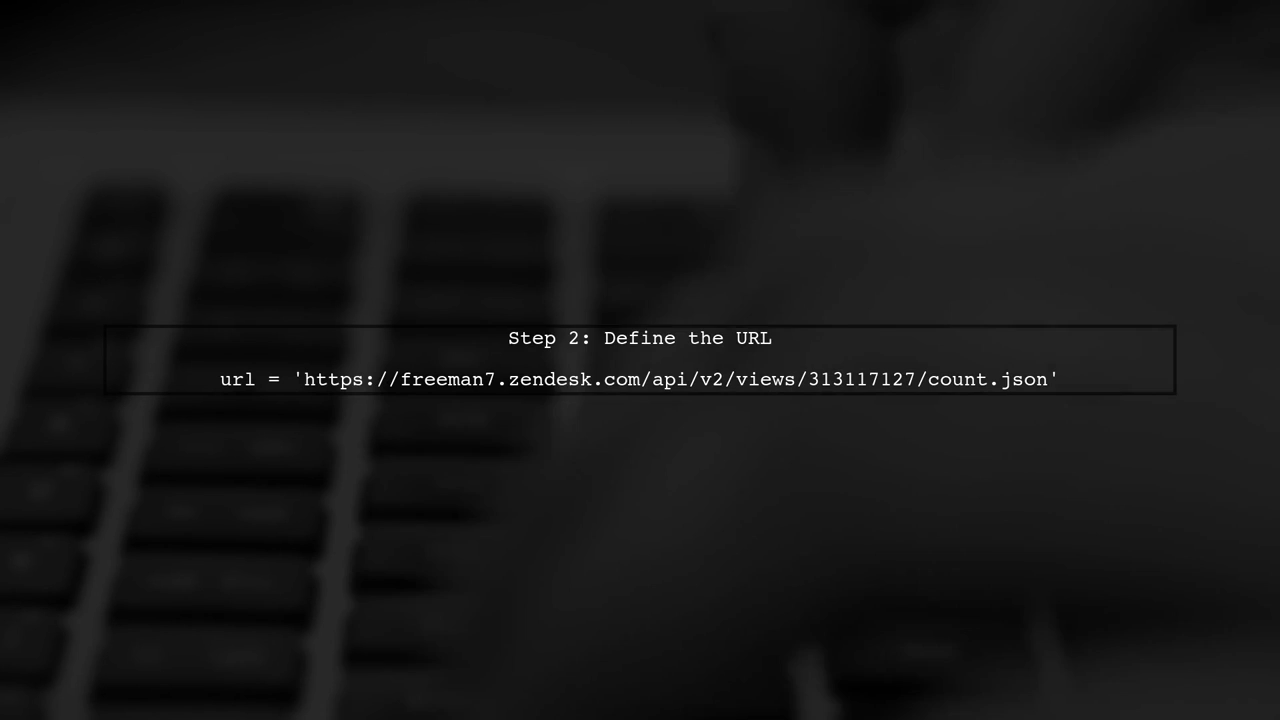 Step 2: Define the URL
url = 'https://freeman7.zendesk.com/api/v2/views/313117127/count.json'